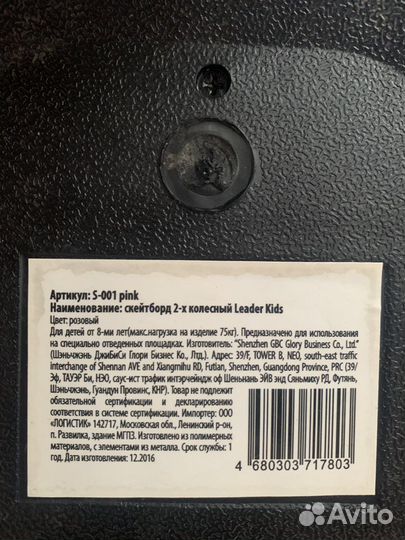 Артикул: S-001 pink
Наименование: скейтборд 2-х колесный Leader Kids
Цвет: розовый
Для детей от 8-ми лет(макс.нагрузка на изделие 75кг). Предназначено для использования
на специально отведенных площадках. Изготовитель: "Shenzhen GBC Glory Business Co., Ltd."
(Шэньчжэнь ДжиБиСи Глори Бизнес Ко., Лтд.). Адрес: 39/F, TOWER B, NEO, south-east traffic
interchange of Shennan AVE and Xiangmihu RD, Futian, Shenzhen, Guangdong Province, PRC (39/
Эф, ТАУЭР Би, НЭО, саус-ист трафик интэрчейндж оф Шеньнань ЭЙВ энд Сяньмиху РД, Футянь,
Шэньчжэнь, Гуандун Провинс, КНР). Товар не подлежит
обязательной сертификации и декларированию
соответствия в системе сертификации. Импортер: ООО
«ЛОГИСТИК» 142717, Московская обл., Ленинский р-он,
п. Развилка, здание МГПЗ. Изготовлено из полимерных
материалов, с элементами из металла. Срок службы: 1
год. Дата изготовления: 12.2016
4 680303 717803
Avito